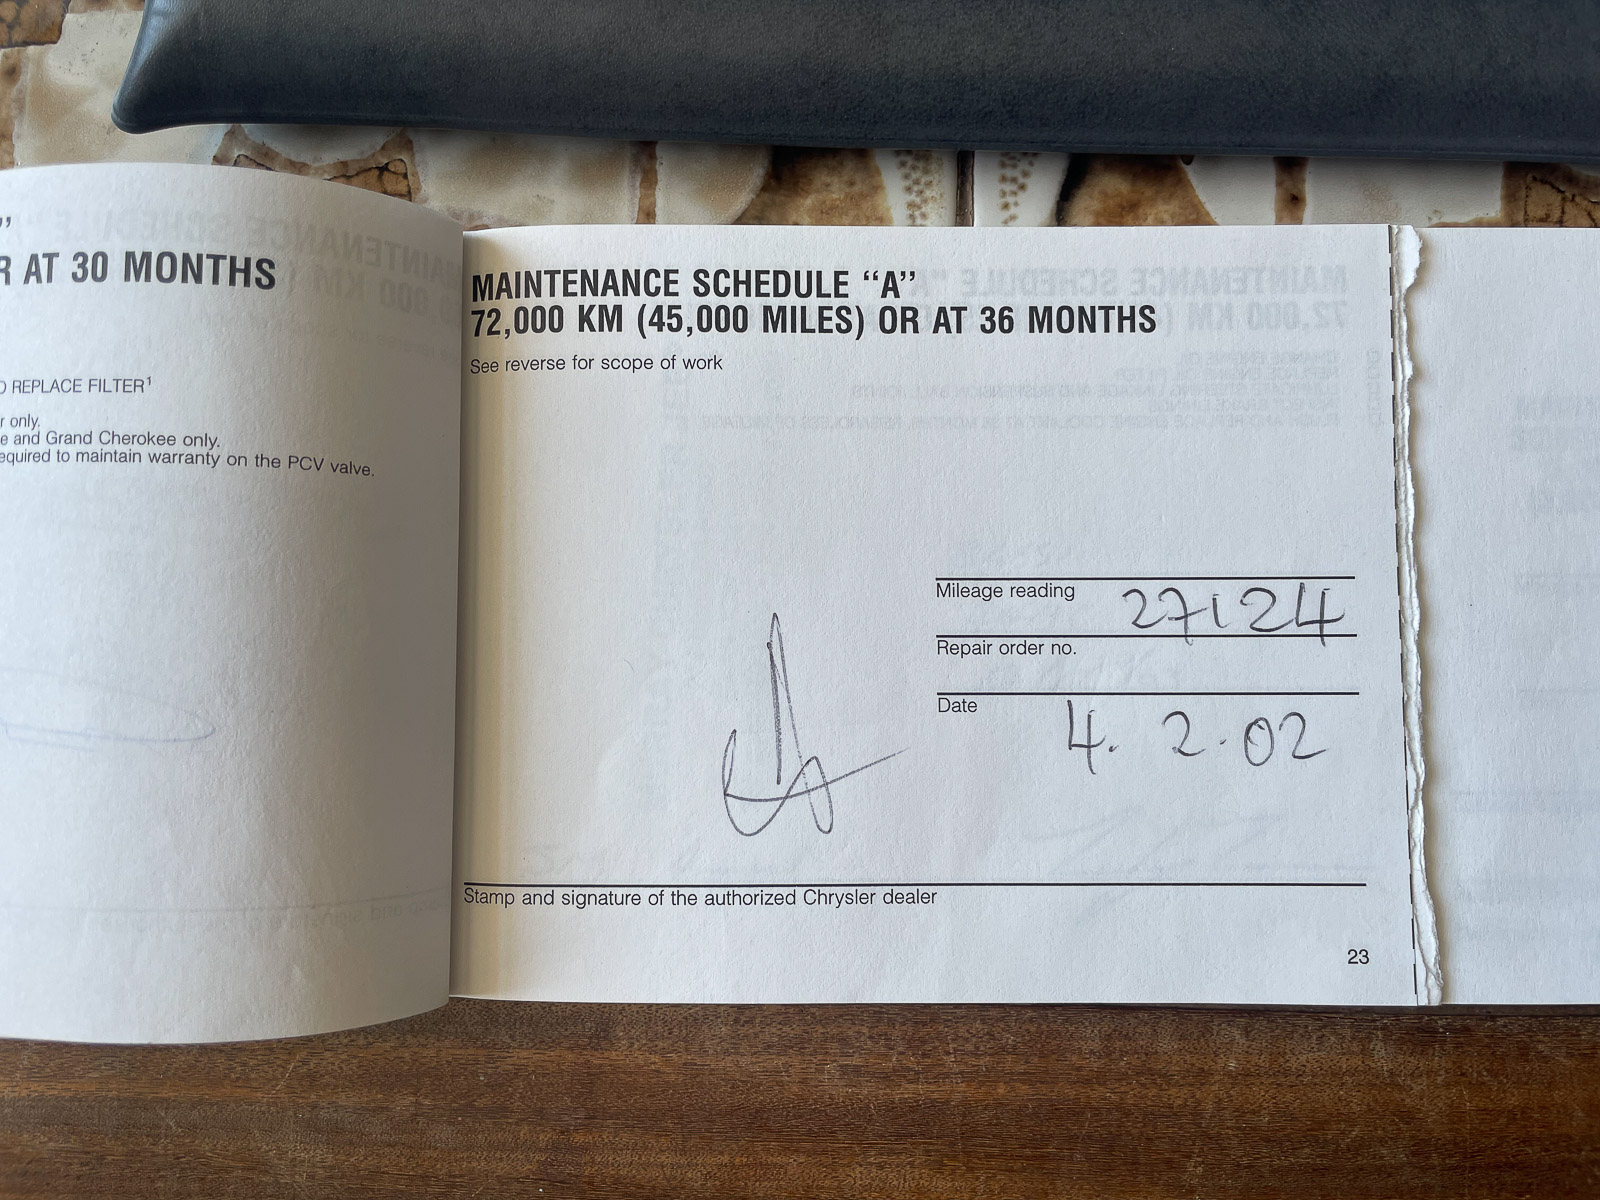 ”
R AT 30 MONTHS
REPLACE FILTER¹
only.
and Grand Cherokee only.
equired to maintain warranty on the PCV valve.
MAINTENANCE SCHEDULE “A”
72,000 KM (45,000 MILES) OR AT 36 MONTHS
See reverse for scope of work
Mileage reading 27124
Repair order no.
Date 4. 2. 02
Stamp and signature of the authorized Chrysler dealer
23